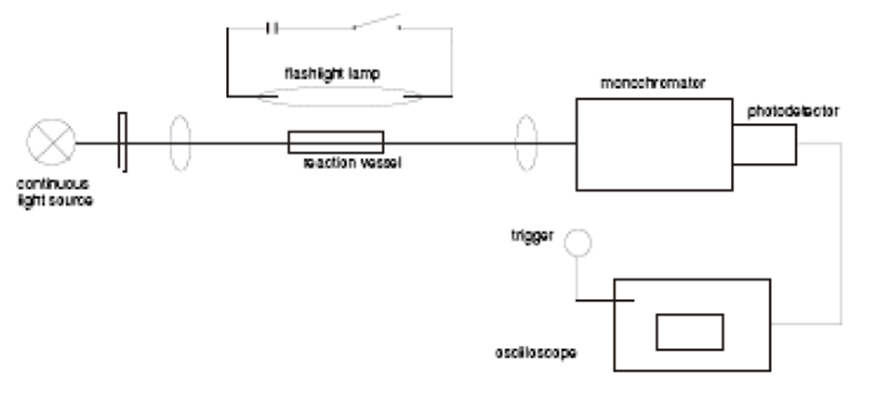 flashlight lamp
monochromator
photodetector
reaction vessel
continuous
light source
trigger
oscilloscope